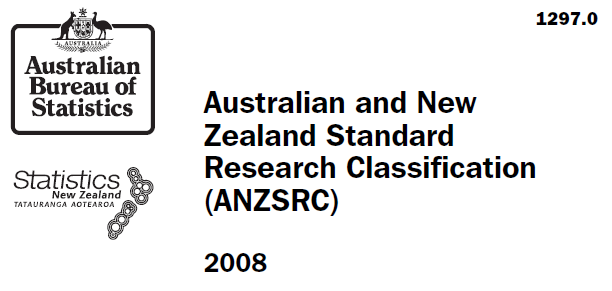 1297.0
AUSTRALIA
Australian
Bureau of
Statistics
Australian and New
Zealand Standard
Research Classification
(ANZSRC)
Statistics
New Zealand
TATAURANGA AOTEAROA
2008